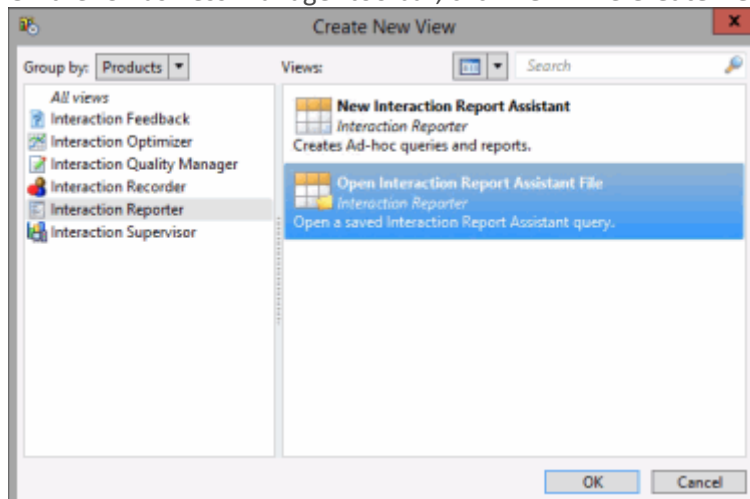 Create New View
Group by: Products
Views:
Search
All views
Interaction Feedback
Interaction Optimizer
Interaction Quality Manager
Interaction Recorder
Interaction Reporter
Interaction Supervisor
New Interaction Report Assistant
Interaction Reporter
Creates Ad-hoc queries and reports.
Open Interaction Report Assistant File
Interaction Reporter
Open a saved Interaction Report Assistant query.
OK
Cancel